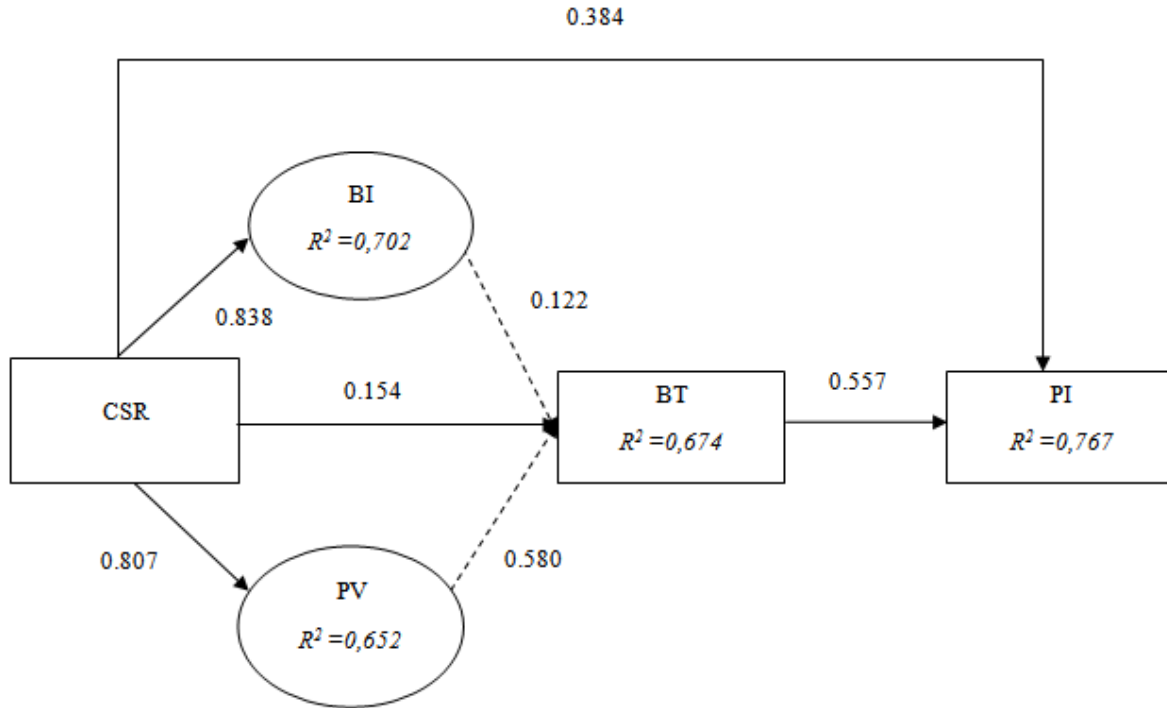 0.384
BI
R² =0,702
0.838
0.122
CSR
0.154
BT
R² =0,674
0.557
PI
R² =0,767
0.807
0.580
PV
R² =0,652